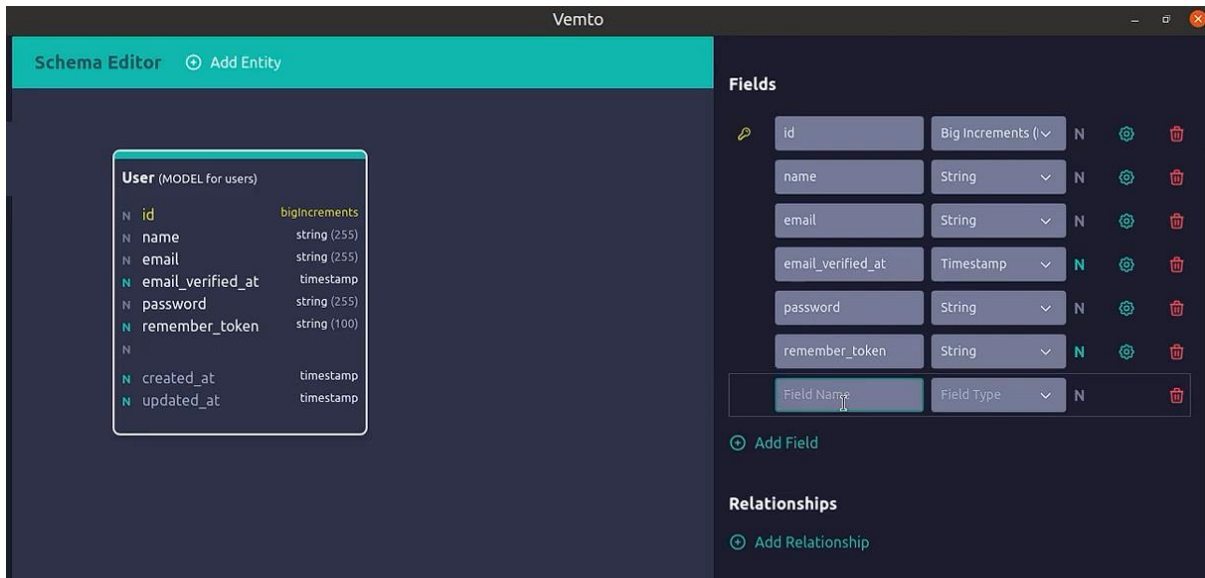 Vemto
Schema Editor Add Entity
User (MODEL for users)
N id bigIncrements
N name string (255)
N email string (255)
N email_verified_at timestamp
N password string (255)
N remember_token string (100)
N
N created_at timestamp
N updated_at timestamp
Fields
id Big Increments ( N
name String N
email String N
email_verified_at Timestamp N
password String N
remember_token String N
Field Name Field Type N
Add Field
Relationships
Add Relationship